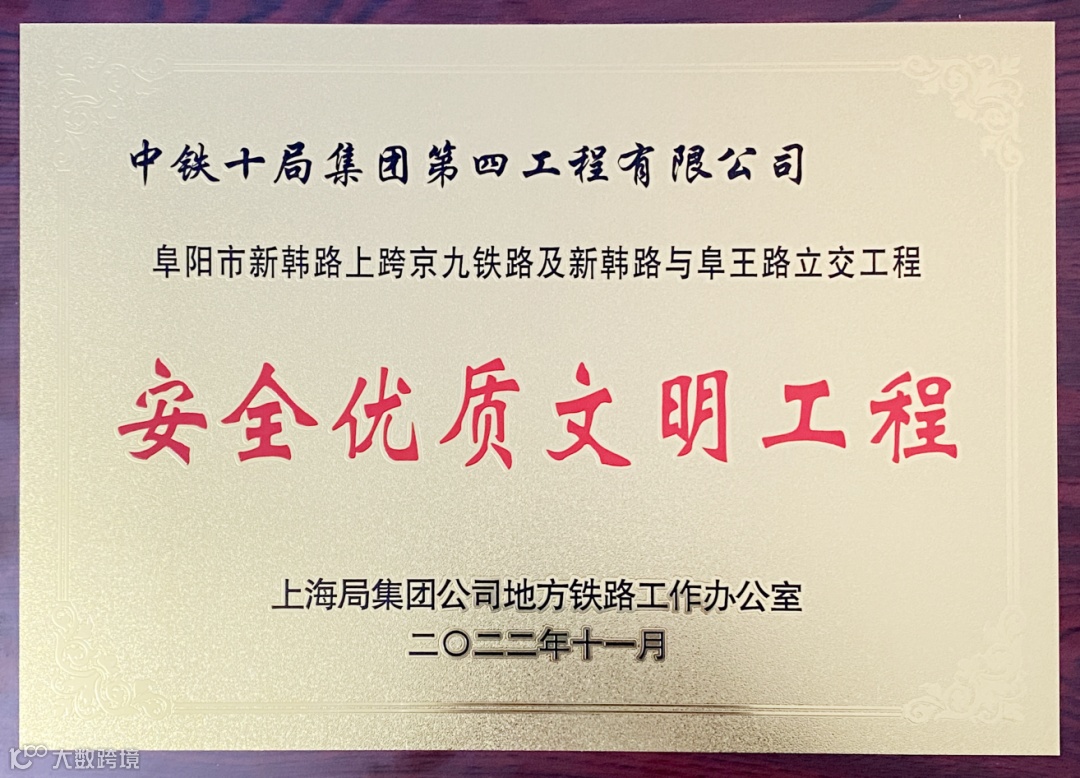 中铁十局集团第四工程有限公司
阜阳市新韩路上跨京九铁路及新韩路与阜王路立交工程
安全优质文明工程
上海局集团公司地方铁路工作办公室
二〇二二年十一月
大数跨境